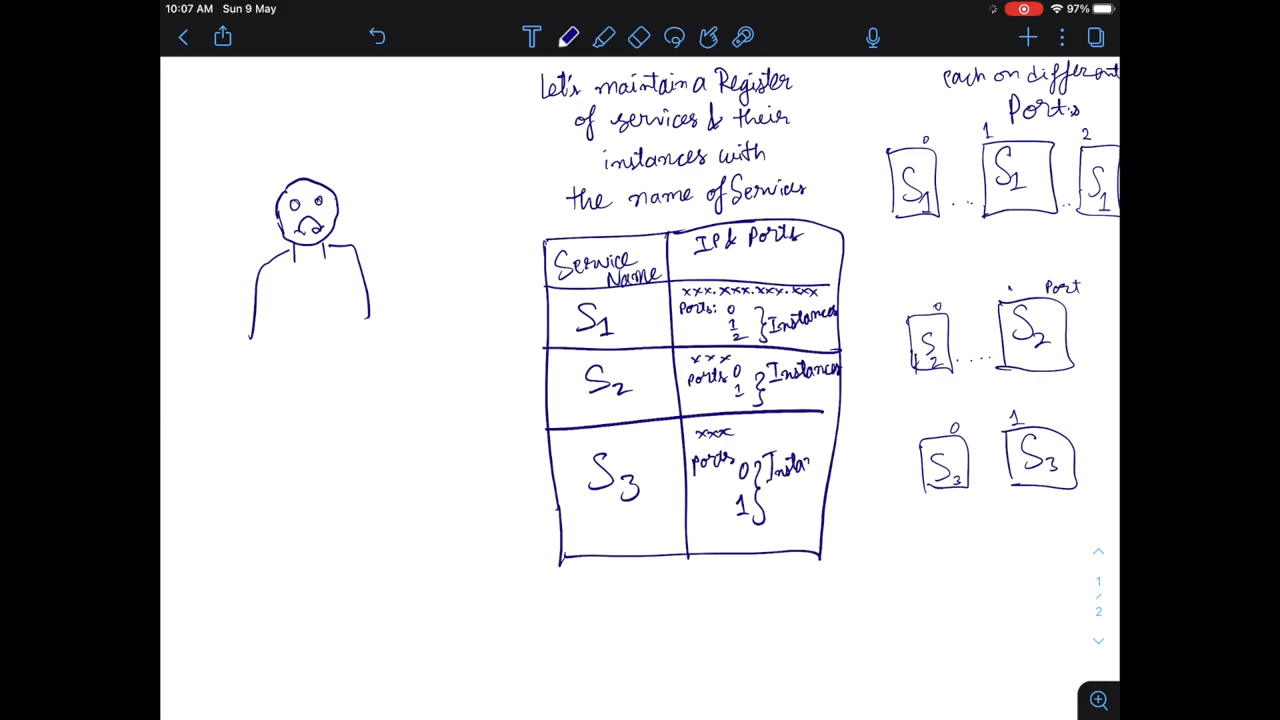 10:07 AM Sun 9 May
97%
T
Let's maintain a Register
of services & their
instances with
the name of Services
Service
Name
IP & Ports
S1
xxx.xxx.xxx.xxx
Ports: 0
1
2
Instances
S2
xxx
Ports 0
1
Instances
S3
xxx
Ports 0
1
Insta
each on different
Ports
0
1
2
S1
...
S1
..
S1
0
Port
S2
....
S2
0
1
S3
S3
1
/
2